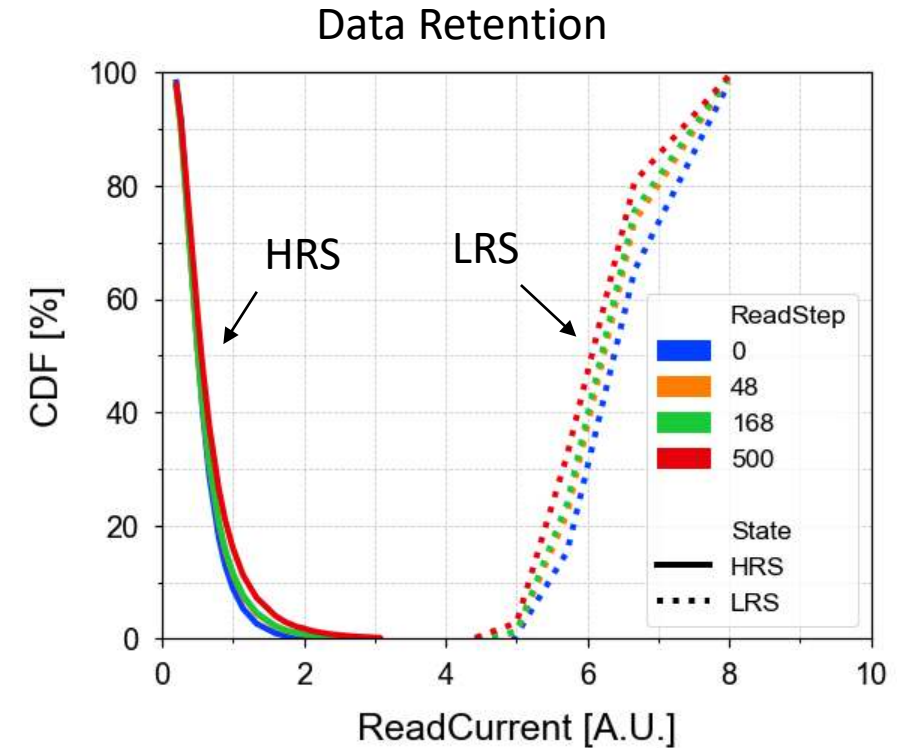 Data Retention
100
80
60
40
20
0
CDF [%]
HRS
LRS
ReadStep
0
48
168
500
State
HRS
LRS
0 2 4 6 8 10
ReadCurrent [A.U.]